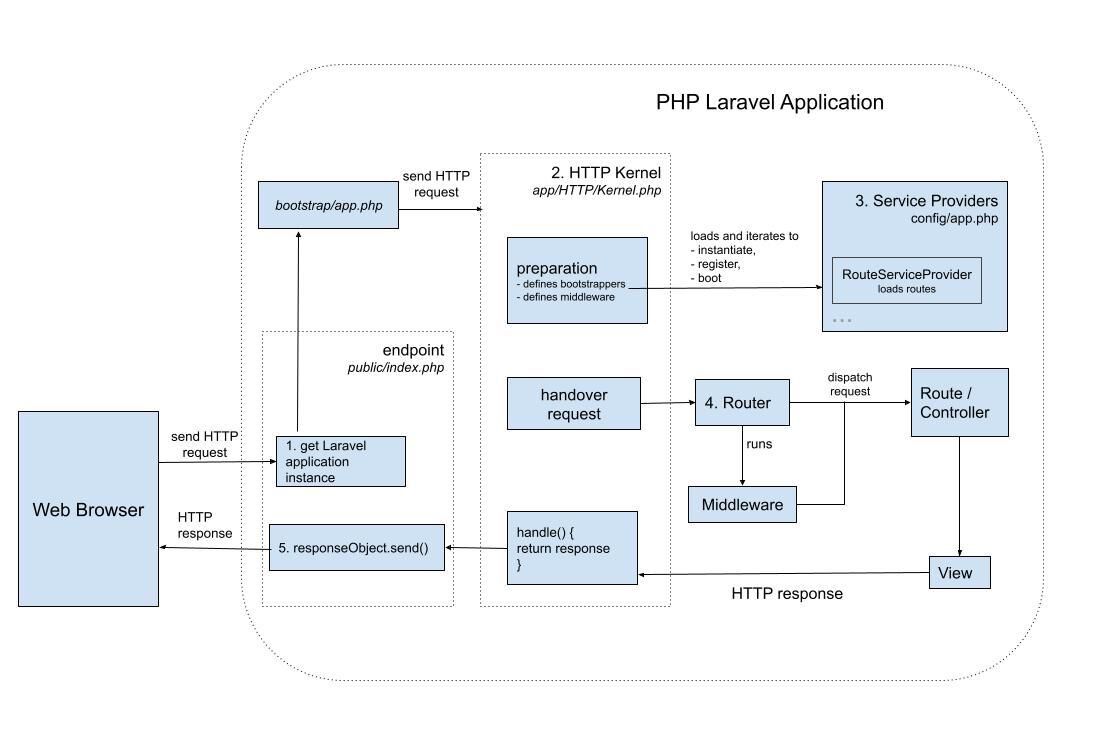 PHP Laravel Application
send HTTP
request
bootstrap/app.php
2. HTTP Kernel
app/HTTP/Kernel.php
preparation
- defines bootstrappers
- defines middleware
loads and iterates to
- instantiate,
- register,
- boot
3. Service Providers
config/app.php
RouteServiceProvider
loads routes
...
endpoint
public/index.php
handover
request
4. Router
dispatch
request
Route /
Controller
runs
Middleware
Web Browser
send HTTP
request
1. get Laravel
application
instance
HTTP
response
5. responseObject.send()
handle() {
return response
}
HTTP response
View